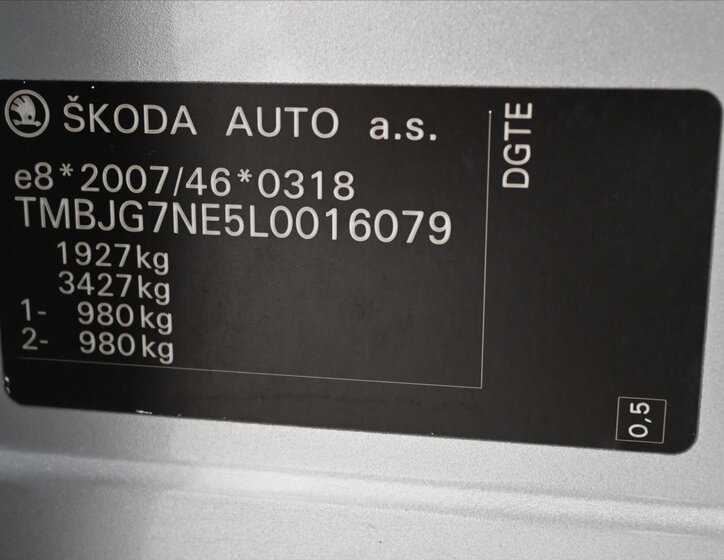 ŠKODA AUTO a.s.
e8*2007/46*0318
TMBJG7NE5L0016079
1927kg
3427kg
1- 980kg
2- 980kg
DGTE
0,5